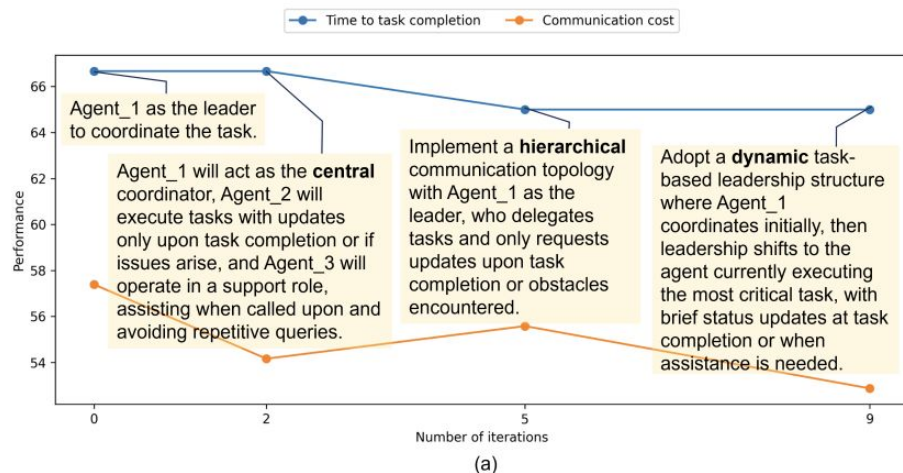 Time to task completion
Communication cost
Performance
66
64
62
60
58
56
54
Agent_1 as the leader
to coordinate the task.
Agent_1 will act as the central
coordinator, Agent_2 will
execute tasks with updates
only upon task completion or if
issues arise, and Agent_3 will
operate in a support role,
assisting when called upon and
avoiding repetitive queries.
Implement a hierarchical
communication topology
with Agent_1 as the
leader, who delegates
tasks and only requests
updates upon task
completion or obstacles
encountered.
Adopt a dynamic task-
based leadership structure
where Agent_1
coordinates initially, then
leadership shifts to the
agent currently executing
the most critical task, with
brief status updates at task
completion or when
assistance is needed.
0
2
5
9
Number of iterations
(a)